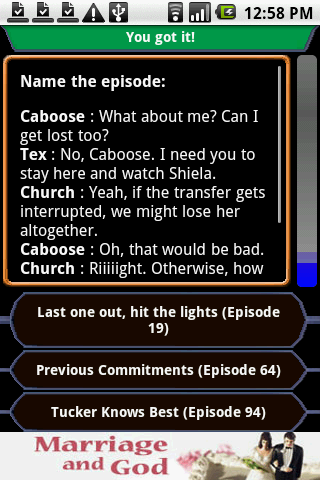 12:58 PM
You got it!
Name the episode:
Caboose : What about me? Can I
get lost too?
Tex : No, Caboose. I need you to
stay here and watch Shiela.
Church : Yeah, if the transfer gets
interrupted, we might lose her
altogether.
Caboose : Oh, that would be bad.
Church : Riiiiight. Otherwise, how
Last one out, hit the lights (Episode
19)
Previous Commitments (Episode 64)
Tucker Knows Best (Episode 94)
Marriage
and God